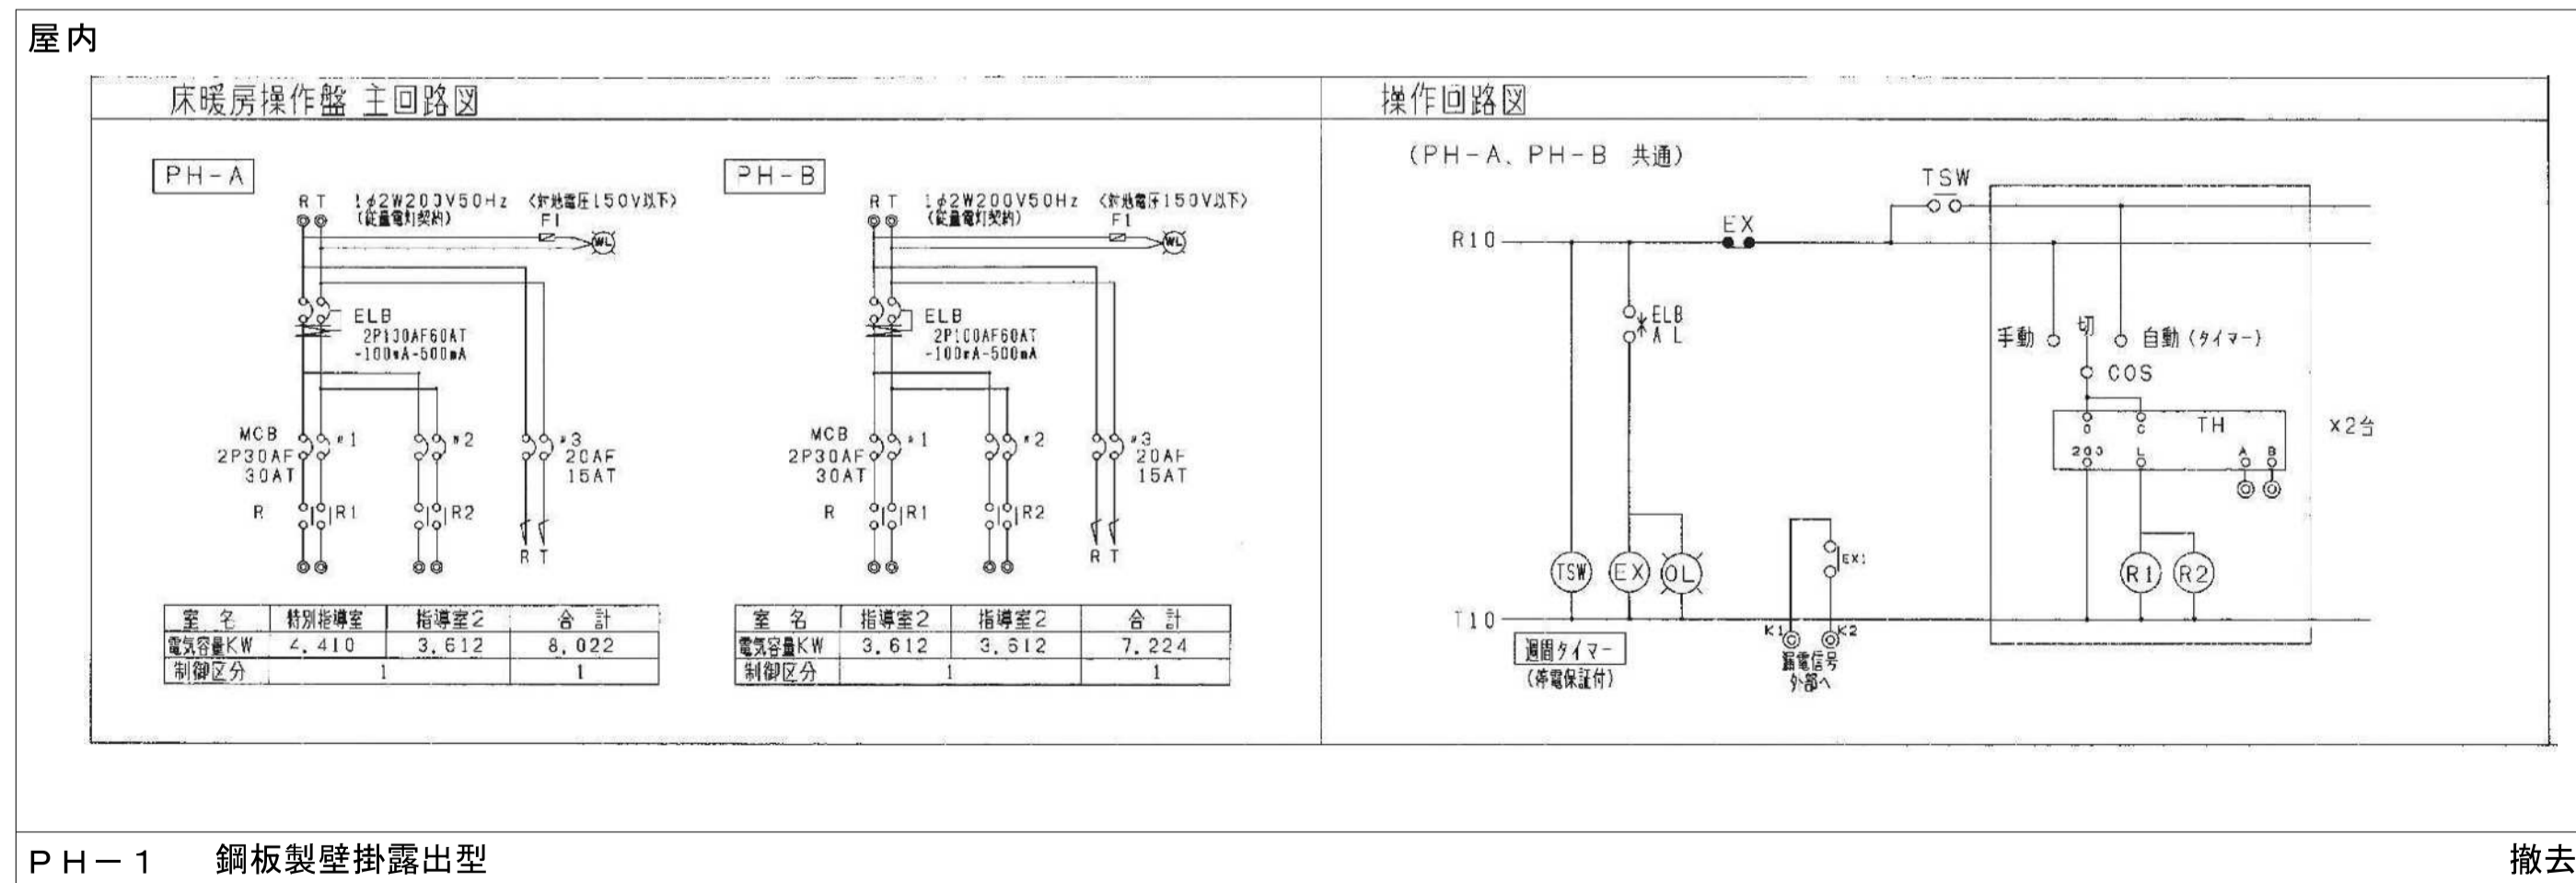 屋内
床暖房操作盤 主回路図
PH-A
R T 1φ2W200V50Hz <対地電圧150V以下>
(従量電灯契約) F1
WL
ELB
2P100AF60AT
-100mA-500mA
MCB *1 *2 *3
2P30AF 20AF
30AT 15AT
R R1 R2
R T
室 名 特別指導室 指導室2 合 計
電気容量KW 4.410 3.612 8.022
制御区分 1 1
PH-B
R T 1φ2W200V50Hz <対地電圧150V以下>
(従量電灯契約) F1
WL
ELB
2P100AF60AT
-100mA-500mA
MCB *1 *2 *3
2P30AF 20AF
30AT 15AT
R R1 R2
R T
室 名 指導室2 指導室2 合 計
電気容量KW 3.612 3.612 7.224
制御区分 1 1
操作回路図
(PH-A、PH-B 共通)
TSW
EX
R10
ELB
AL
手動 切 自動(タイマー)
COS
C TH ×2台
200 L A B
EX1
TSW EX OL R1 R2
T10
K1 K2
週間タイマー 漏電信号
(停電保証付) 外部へ
PH-1 鋼板製壁掛露出型 撤去